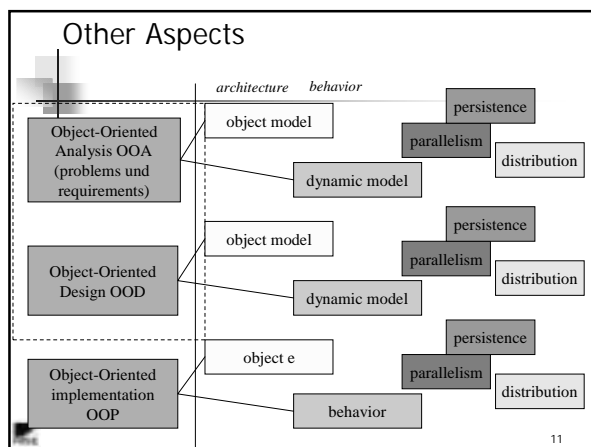 Other Aspects
architecture behavior
object model
Object-Oriented
Analysis OOA
(problems und
requirements)
dynamic model
persistence
parallelism
distribution
object model
Object-Oriented
Design OOD
dynamic model
persistence
parallelism
distribution
object e
Object-Oriented
implementation
OOP
behavior
persistence
parallelism
distribution
11